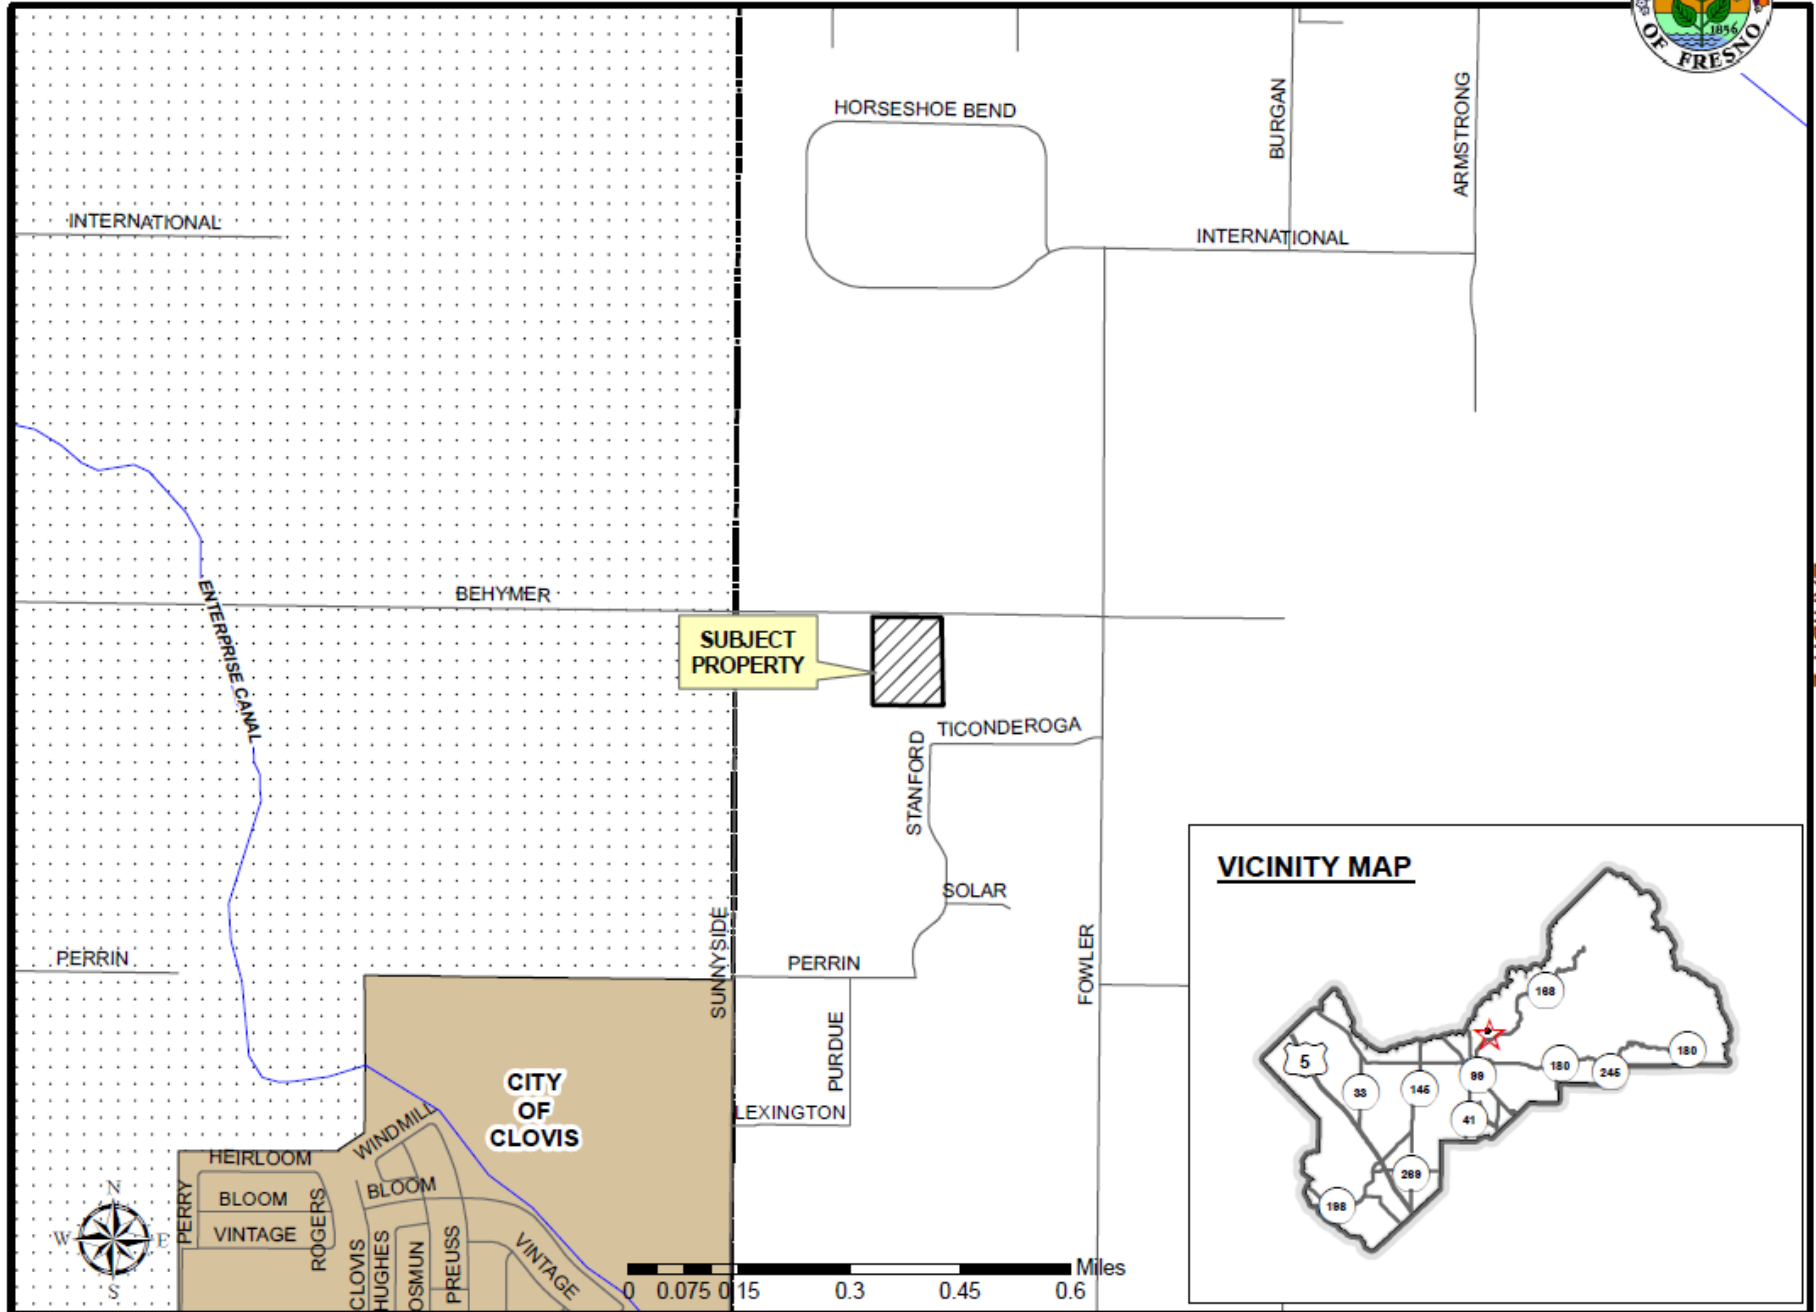 1856
OF FRESNO
HORSESHOE BEND
BURGAN
ARMSTRONG
INTERNATIONAL
INTERNATIONAL
BEHYMER
ENTERPRISE CANAL
SUBJECT
PROPERTY
TICONDEROGA
STANFORD
SOLAR
SUNNYSIDE
FOWLER
PERRIN
PERRIN
PURDUE
LEXINGTON
CITY
OF
CLOVIS
WINDMILL
HEIRLOOM
BLOOM
BLOOM
VINTAGE
PERRY
ROGERS
CLOVIS
HUGHES
OSMUN
PREUSS
VINTAGE
N
W E
S
Miles
0 0.075 0.15 0.3 0.45 0.6
VICINITY MAP
168
5
33
145
99
180
245
180
41
269
198